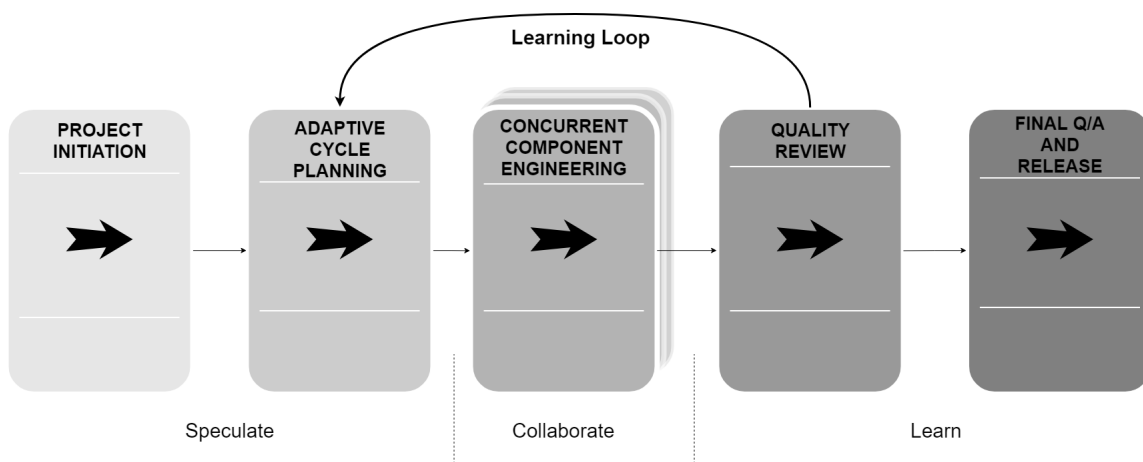 Learning Loop
PROJECT
INITIATION
ADAPTIVE
CYCLE
PLANNING
CONCURRENT
COMPONENT
ENGINEERING
QUALITY
REVIEW
FINAL Q/A
AND
RELEASE
Speculate
Collaborate
Learn